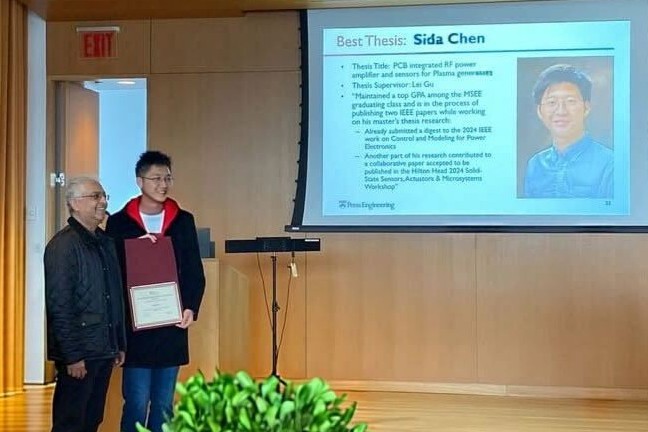 EXIT
Best Thesis: Sida Chen
• Thesis Title: PCB integrated RF power
amplifier and sensors for Plasma generators
• Thesis Supervisor: Lei Gu
• "Maintained a top GPA among the MSEE
graduating class and is in the process of
publishing two IEEE papers while working
on his master's thesis research:
– Already submitted a digest to the 2024 IEEE
work on Control and Modeling for Power
Electronics
– Another part of his research contributed to
a collaborative paper accepted to be
published in the Hilton Head 2024 Solid-
State Sensors, Actuators & Microsystems
Workshop"
Penn Engineering